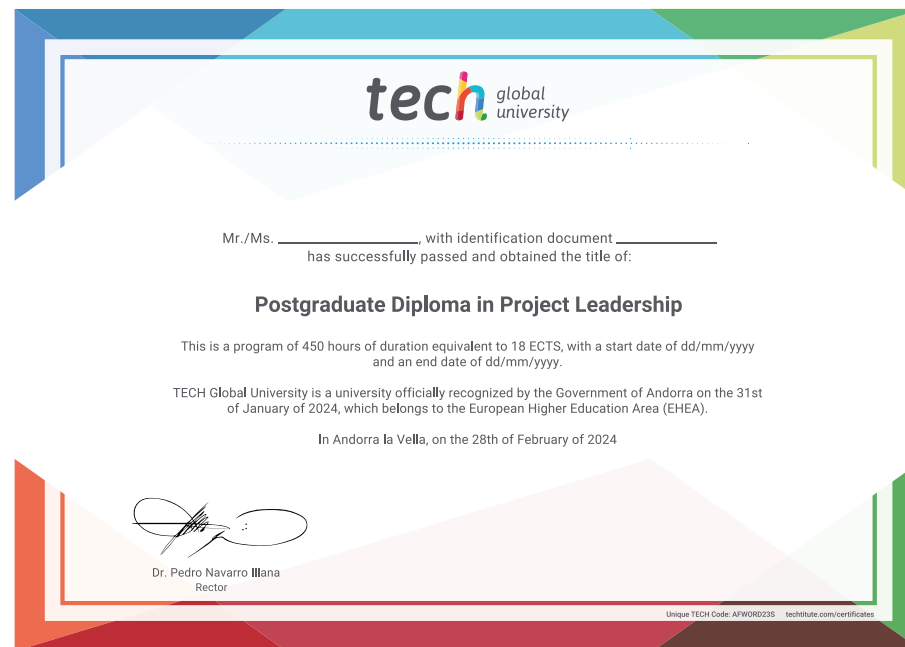 tech global university
Mr./Ms. ________________, with identification document ____________
has successfully passed and obtained the title of:
Postgraduate Diploma in Project Leadership
This is a program of 450 hours of duration equivalent to 18 ECTS, with a start date of dd/mm/yyyy
and an end date of dd/mm/yyyy.
TECH Global University is a university officially recognized by the Government of Andorra on the 31st
of January of 2024, which belongs to the European Higher Education Area (EHEA).
In Andorra la Vella, on the 28th of February of 2024
Dr. Pedro Navarro Illana
Rector
Unique TECH Code: AFWORD23S techtitute.com/certificates